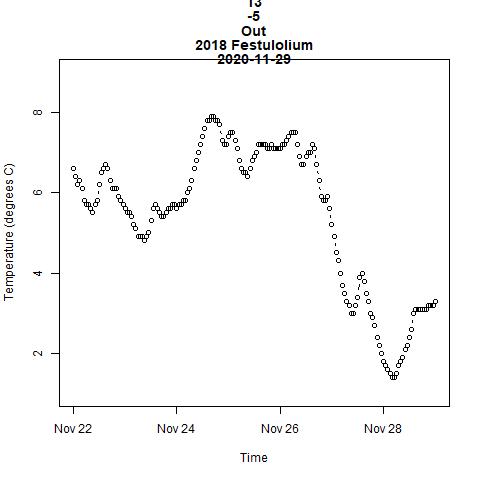 13
-5
Out
2018 Festulolium
2020-11-29
8
6
4
2
Temperature (degrees C)
Nov 22 Nov 24 Nov 26 Nov 28
Time